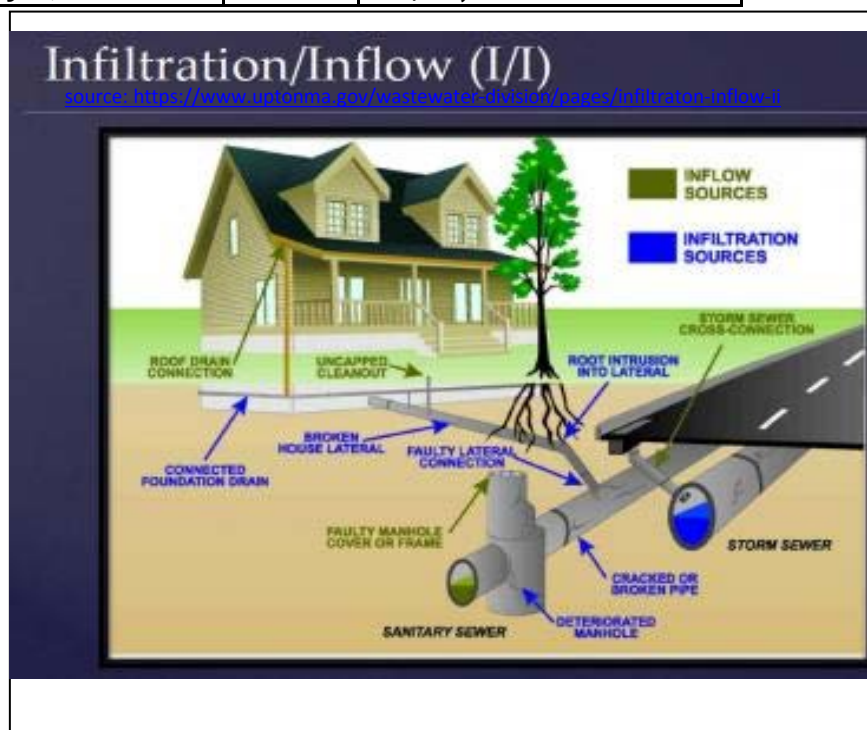 Infiltration/Inflow (I/I)
source: https://www.uptonma.gov/wastewater-division/pages/infiltraton-inflow-ii
INFLOW
SOURCES
INFILTRATION
SOURCES
STORM SEWER
CROSS-CONNECTION
ROOF DRAIN
CONNECTION
UNCAPPED
CLEANOUT
ROOT INTRUSION
INTO LATERAL
BROKEN
HOUSE LATERAL
FAULTY LATERAL
CONNECTION
CONNECTED
FOUNDATION DRAIN
FAULTY MANHOLE
COVER OR FRAME
STORM SEWER
CRACKED OR
BROKEN PIPE
DETERIORATED
MANHOLE
SANITARY SEWER